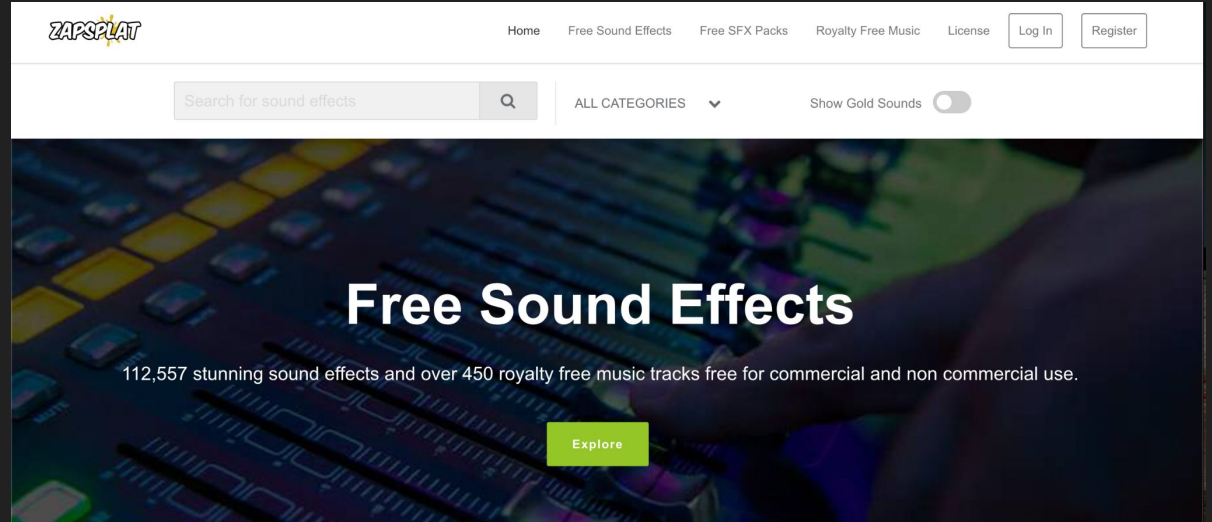 ZAPSPLAT
Home Free Sound Effects Free SFX Packs Royalty Free Music License Log In Register
Search for sound effects
ALL CATEGORIES
Show Gold Sounds
Free Sound Effects
112,557 stunning sound effects and over 450 royalty free music tracks free for commercial and non commercial use.
Explore